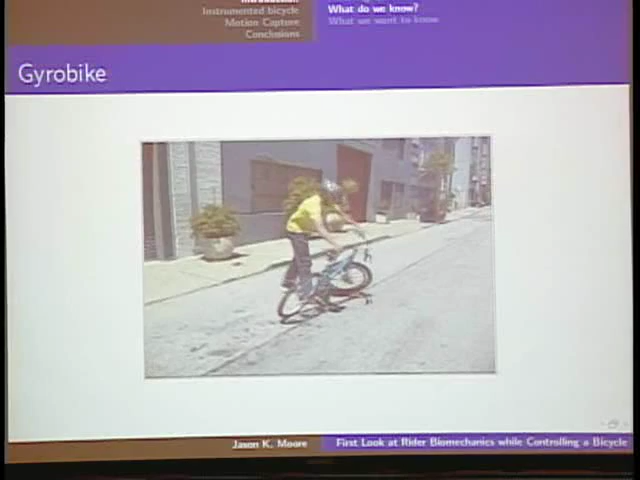 Introduction
Instrumented bicycle
Motion Capture
Conclusions
What do we know?
What we want to know
Gyrobike
Jason K. Moore
First Look at Rider Biomechanics while Controlling a Bicycle